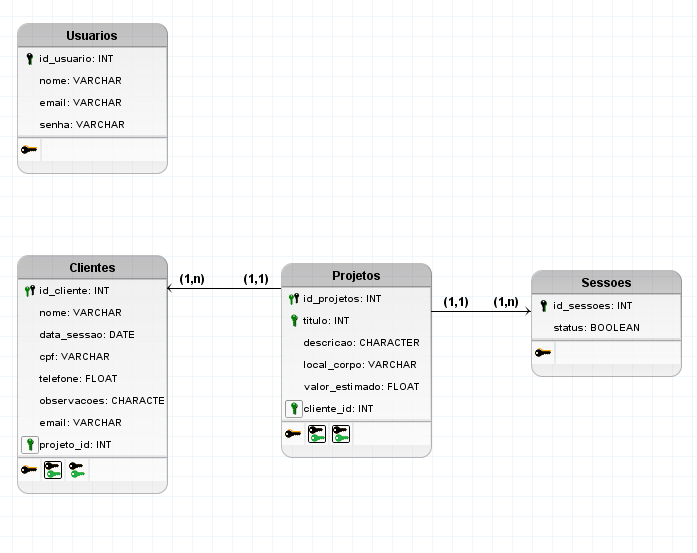 Usuarios
id_usuario: INT
nome: VARCHAR
email: VARCHAR
senha: VARCHAR
Clientes
id_cliente: INT
nome: VARCHAR
data_sessao: DATE
cpf: VARCHAR
telefone: FLOAT
observacoes: CHARACTE
email: VARCHAR
projeto_id: INT
(1,n)
(1,1)
Projetos
id_projetos: INT
titulo: INT
descricao: CHARACTER
local_corpo: VARCHAR
valor_estimado: FLOAT
cliente_id: INT
(1,1)
(1,n)
Sessoes
id_sessoes: INT
status: BOOLEAN